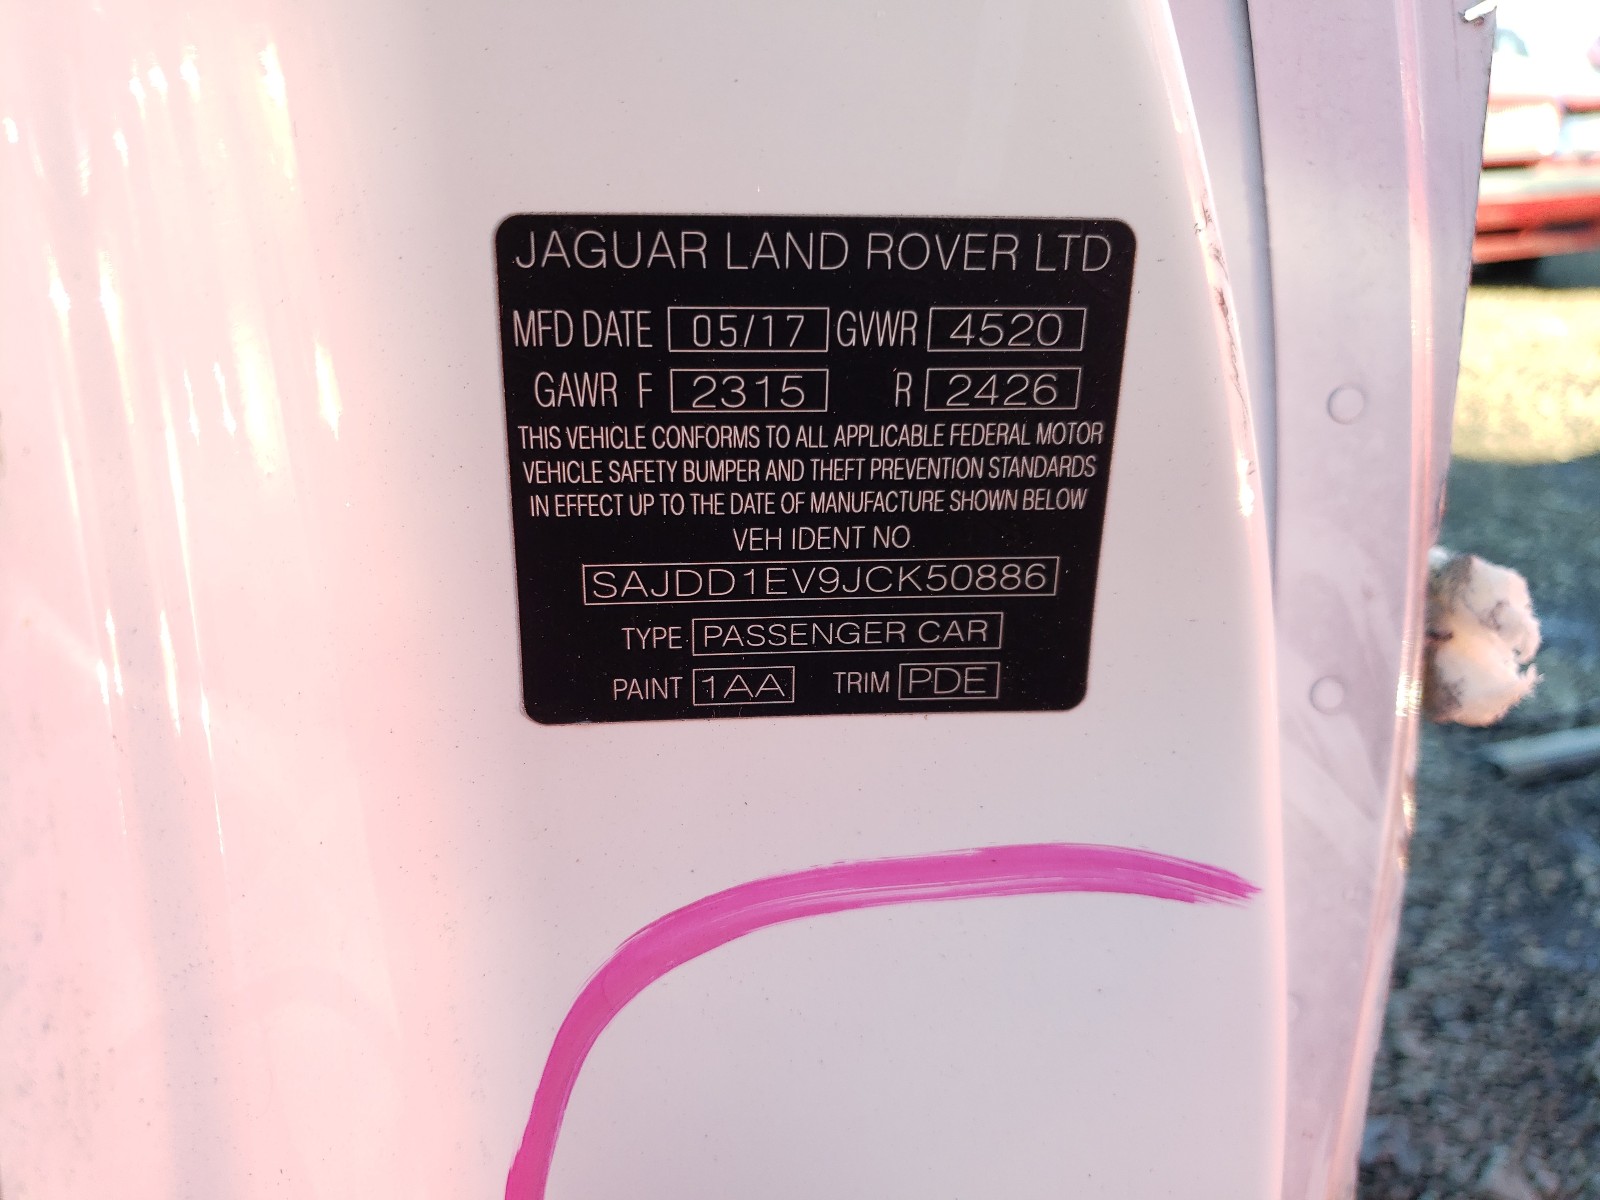 JAGUAR LAND ROVER LTD
MFD DATE 05/17 GVWR 4520
GAWR F 2315 R 2426
THIS VEHICLE CONFORMS TO ALL APPLICABLE FEDERAL MOTOR
VEHICLE SAFETY BUMPER AND THEFT PREVENTION STANDARDS
IN EFFECT UP TO THE DATE OF MANUFACTURE SHOWN BELOW
VEH IDENT NO
SAJDD1EV9JCK50886
TYPE PASSENGER CAR
PAINT 1AA TRIM PDE